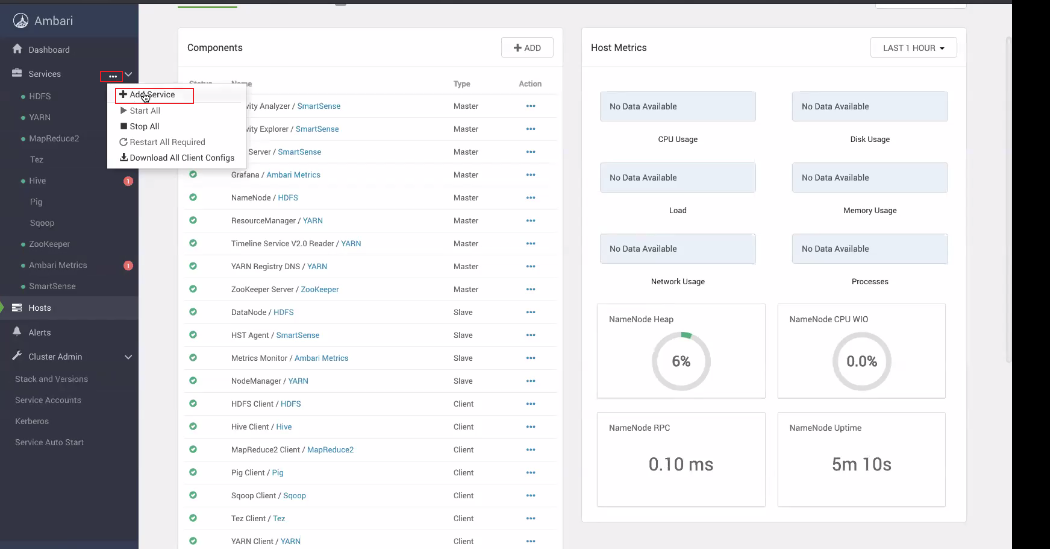 Ambari
Dashboard
Services
Add Service
Start All
Stop All
Restart All Required
Download All Client Configs
HDFS
YARN
MapReduce2
Tez
Hive
1
Pig
Sqoop
ZooKeeper
Ambari Metrics
1
SmartSense
Hosts
Alerts
Cluster Admin
Stack and Versions
Service Accounts
Kerberos
Service Auto Start
Components
ADD
Name Type Action
SmartSense Master
Explorer / SmartSense Master
Server / SmartSense Master
Grafana / Ambari Metrics Master
NameNode / HDFS Master
ResourceManager / YARN Master
Timeline Service V2.0 Reader / YARN Master
YARN Registry DNS / YARN Master
ZooKeeper Server / ZooKeeper Master
DataNode / HDFS Slave
HST Agent / SmartSense Slave
Metrics Monitor / Ambari Metrics Slave
NodeManager / YARN Slave
HDFS Client / HDFS Client
Hive Client / Hive Client
MapReduce2 Client / MapReduce2 Client
Pig Client / Pig Client
Sqoop Client / Sqoop Client
Tez Client / Tez Client
YARN Client / YARN Client
Host Metrics
LAST 1 HOUR
No Data Available No Data Available
CPU Usage Disk Usage
No Data Available No Data Available
Load Memory Usage
No Data Available No Data Available
Network Usage Processes
NameNode Heap NameNode CPU WIO
6% 0.0%
NameNode RPC NameNode Uptime
0.10 ms 5m 10s